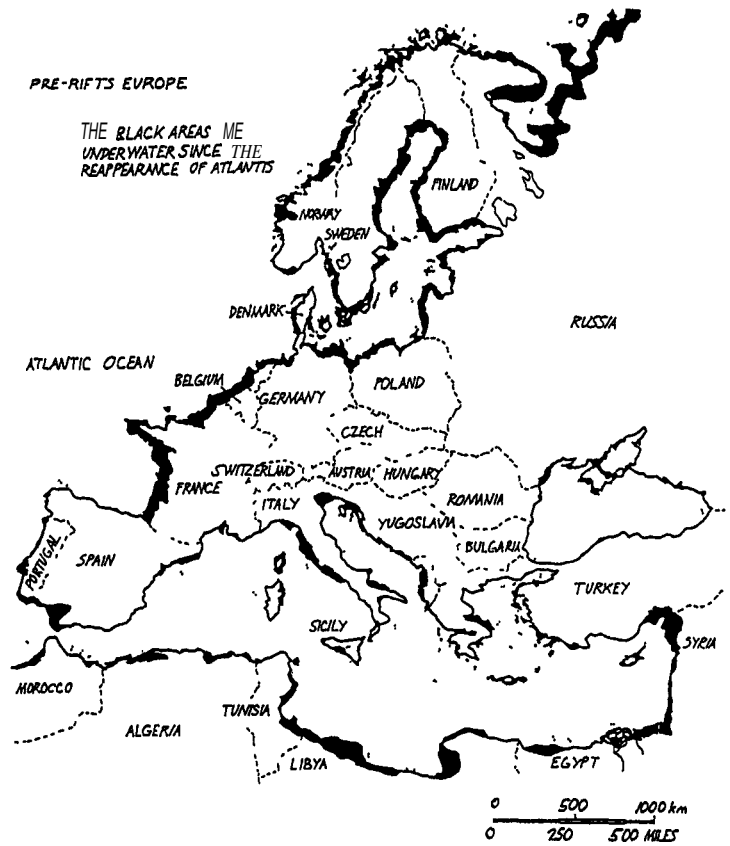 PRE-RIFTS EUROPE
THE BLACK AREAS ME
UNDERWATER SINCE THE
REAPPEARANCE OF ATLANTIS
FINLAND
NORWAY
SWEDEN
DENMARK
RUSSIA
ATLANTIC OCEAN
BELGIUM
GERMANY
POLAND
CZECH
SWITZERLAND
AUSTRIA
HUNGARY
FRANCE
ITALY
ROMANIA
YUGOSLAVIA
BULGARIA
PORTUGAL
SPAIN
TURKEY
SICILY
SYRIA
MOROCCO
TUNISIA
ALGERIA
LIBYA
EGYPT
0 500 1000 km
0 250 500 MILES